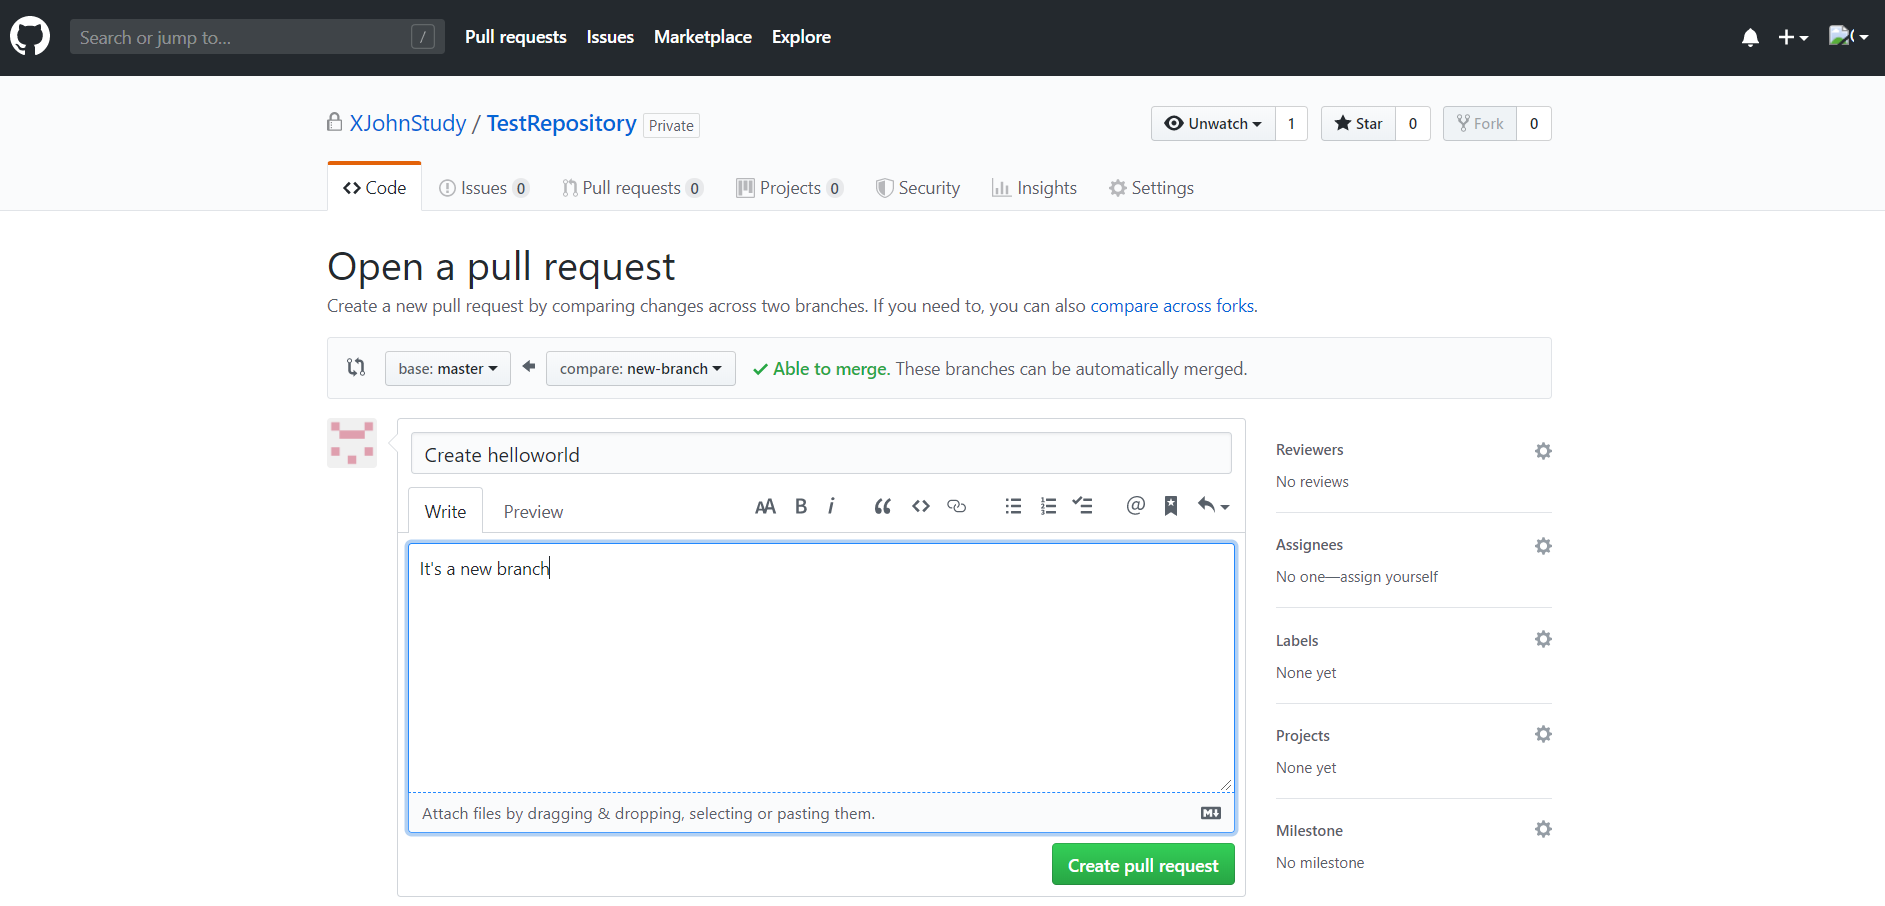 Search or jump to... /
Pull requests Issues Marketplace Explore
XJohnStudy / TestRepository Private
Unwatch 1 Star 0 Fork 0
Code Issues 0 Pull requests 0 Projects 0 Security Insights Settings
Open a pull request
Create a new pull request by comparing changes across two branches. If you need to, you can also compare across forks.
base: master compare: new-branch Able to merge. These branches can be automatically merged.
Create helloworld
Write Preview
AA B i @
It's a new branch
Attach files by dragging & dropping, selecting or pasting them.
Create pull request
Reviewers
No reviews
Assignees
No one—assign yourself
Labels
None yet
Projects
None yet
Milestone
No milestone